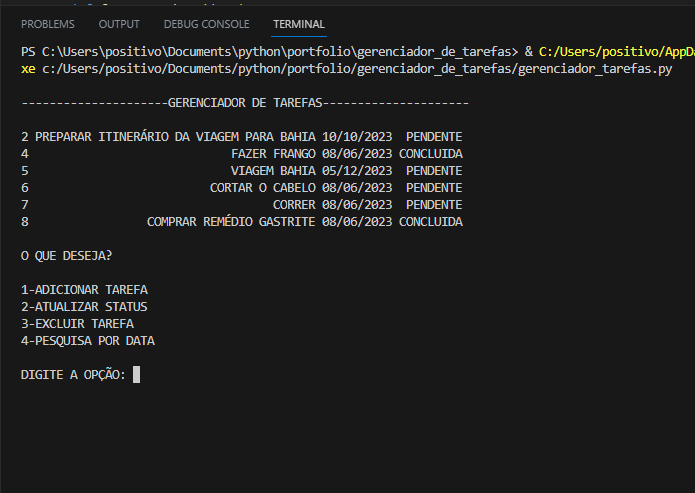 PROBLEMS OUTPUT DEBUG CONSOLE TERMINAL
PS C:\Users\positivo\Documents\python\portfolio\gerenciador_de_tarefas> & C:/Users/positivo/AppDa
xe c:/Users/positivo/Documents/python/portfolio/gerenciador_de_tarefas/gerenciador_tarefas.py
---------------------GERENCIADOR DE TAREFAS---------------------
2 PREPARAR ITINERÁRIO DA VIAGEM PARA BAHIA 10/10/2023 PENDENTE
4 FAZER FRANGO 08/06/2023 CONCLUIDA
5 VIAGEM BAHIA 05/12/2023 PENDENTE
6 CORTAR O CABELO 08/06/2023 PENDENTE
7 CORRER 08/06/2023 PENDENTE
8 COMPRAR REMÉDIO GASTRITE 08/06/2023 CONCLUIDA
O QUE DESEJA?
1-ADICIONAR TAREFA
2-ATUALIZAR STATUS
3-EXCLUIR TAREFA
4-PESQUISA POR DATA
DIGITE A OPÇÃO: